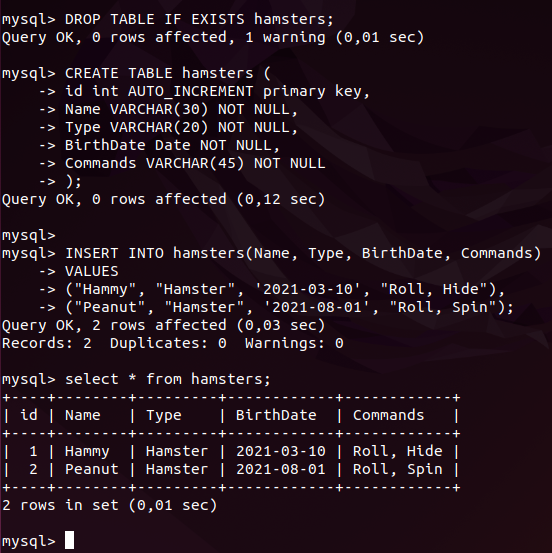 mysql> DROP TABLE IF EXISTS hamsters;
Query OK, 0 rows affected, 1 warning (0,01 sec)
mysql> CREATE TABLE hamsters (
    -> id int AUTO_INCREMENT primary key,
    -> Name VARCHAR(30) NOT NULL,
    -> Type VARCHAR(20) NOT NULL,
    -> BirthDate Date NOT NULL,
    -> Commands VARCHAR(45) NOT NULL
    -> );
Query OK, 0 rows affected (0,12 sec)
mysql>
mysql> INSERT INTO hamsters(Name, Type, BirthDate, Commands)
    -> VALUES
    -> ("Hammy", "Hamster", '2021-03-10', "Roll, Hide"),
    -> ("Peanut", "Hamster", '2021-08-01', "Roll, Spin");
Query OK, 2 rows affected (0,03 sec)
Records: 2  Duplicates: 0  Warnings: 0
mysql> select * from hamsters;
+----+--------+---------+------------+------------+
| id | Name   | Type    | BirthDate  | Commands   |
+----+--------+---------+------------+------------+
|  1 | Hammy  | Hamster | 2021-03-10 | Roll, Hide |
|  2 | Peanut | Hamster | 2021-08-01 | Roll, Spin |
+----+--------+---------+------------+------------+
2 rows in set (0,01 sec)
mysql>